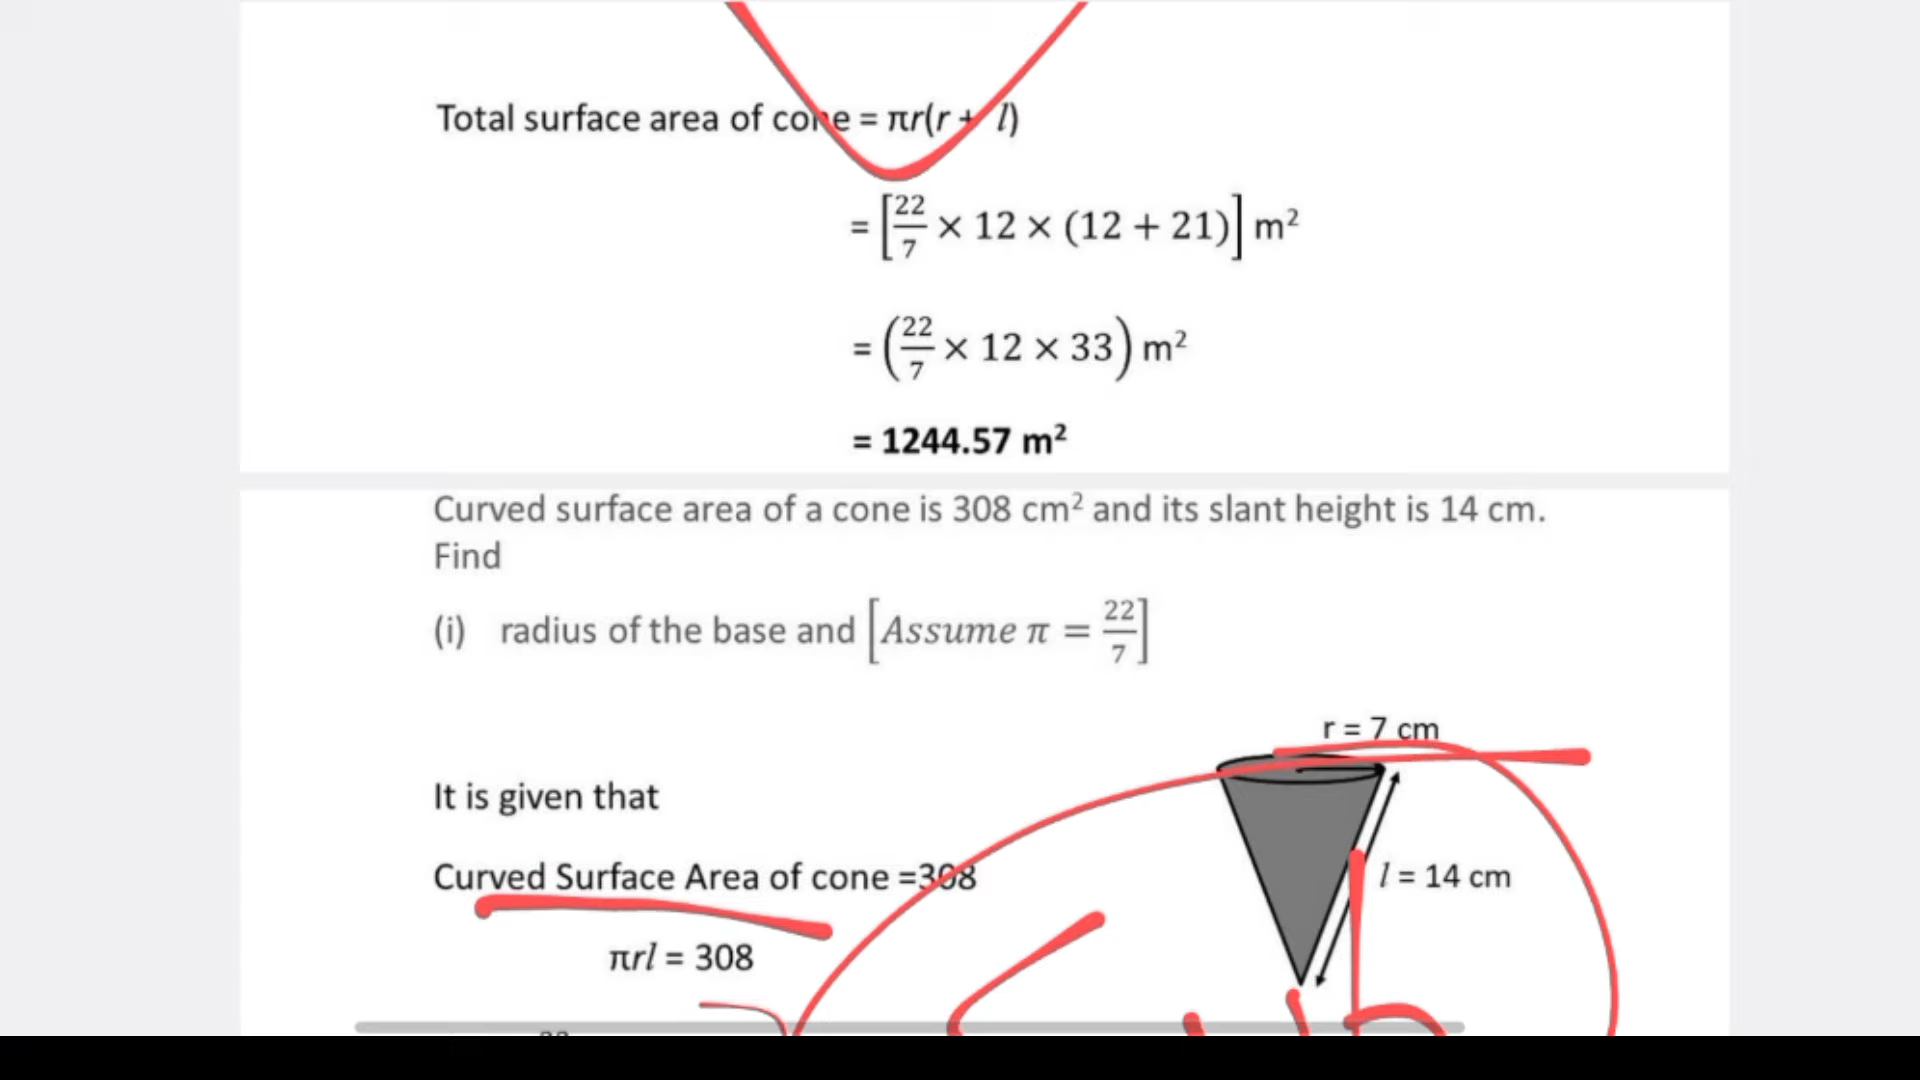 Total surface area of cone = πr(r + l)
= [22/7 × 12 × (12 + 21)] m²
= (22/7 × 12 × 33) m²
= 1244.57 m²
Curved surface area of a cone is 308 cm² and its slant height is 14 cm.
Find
(i) radius of the base and [Assume π = 22/7]
r = 7 cm
It is given that
Curved Surface Area of cone =308
l = 14 cm
πrl = 308